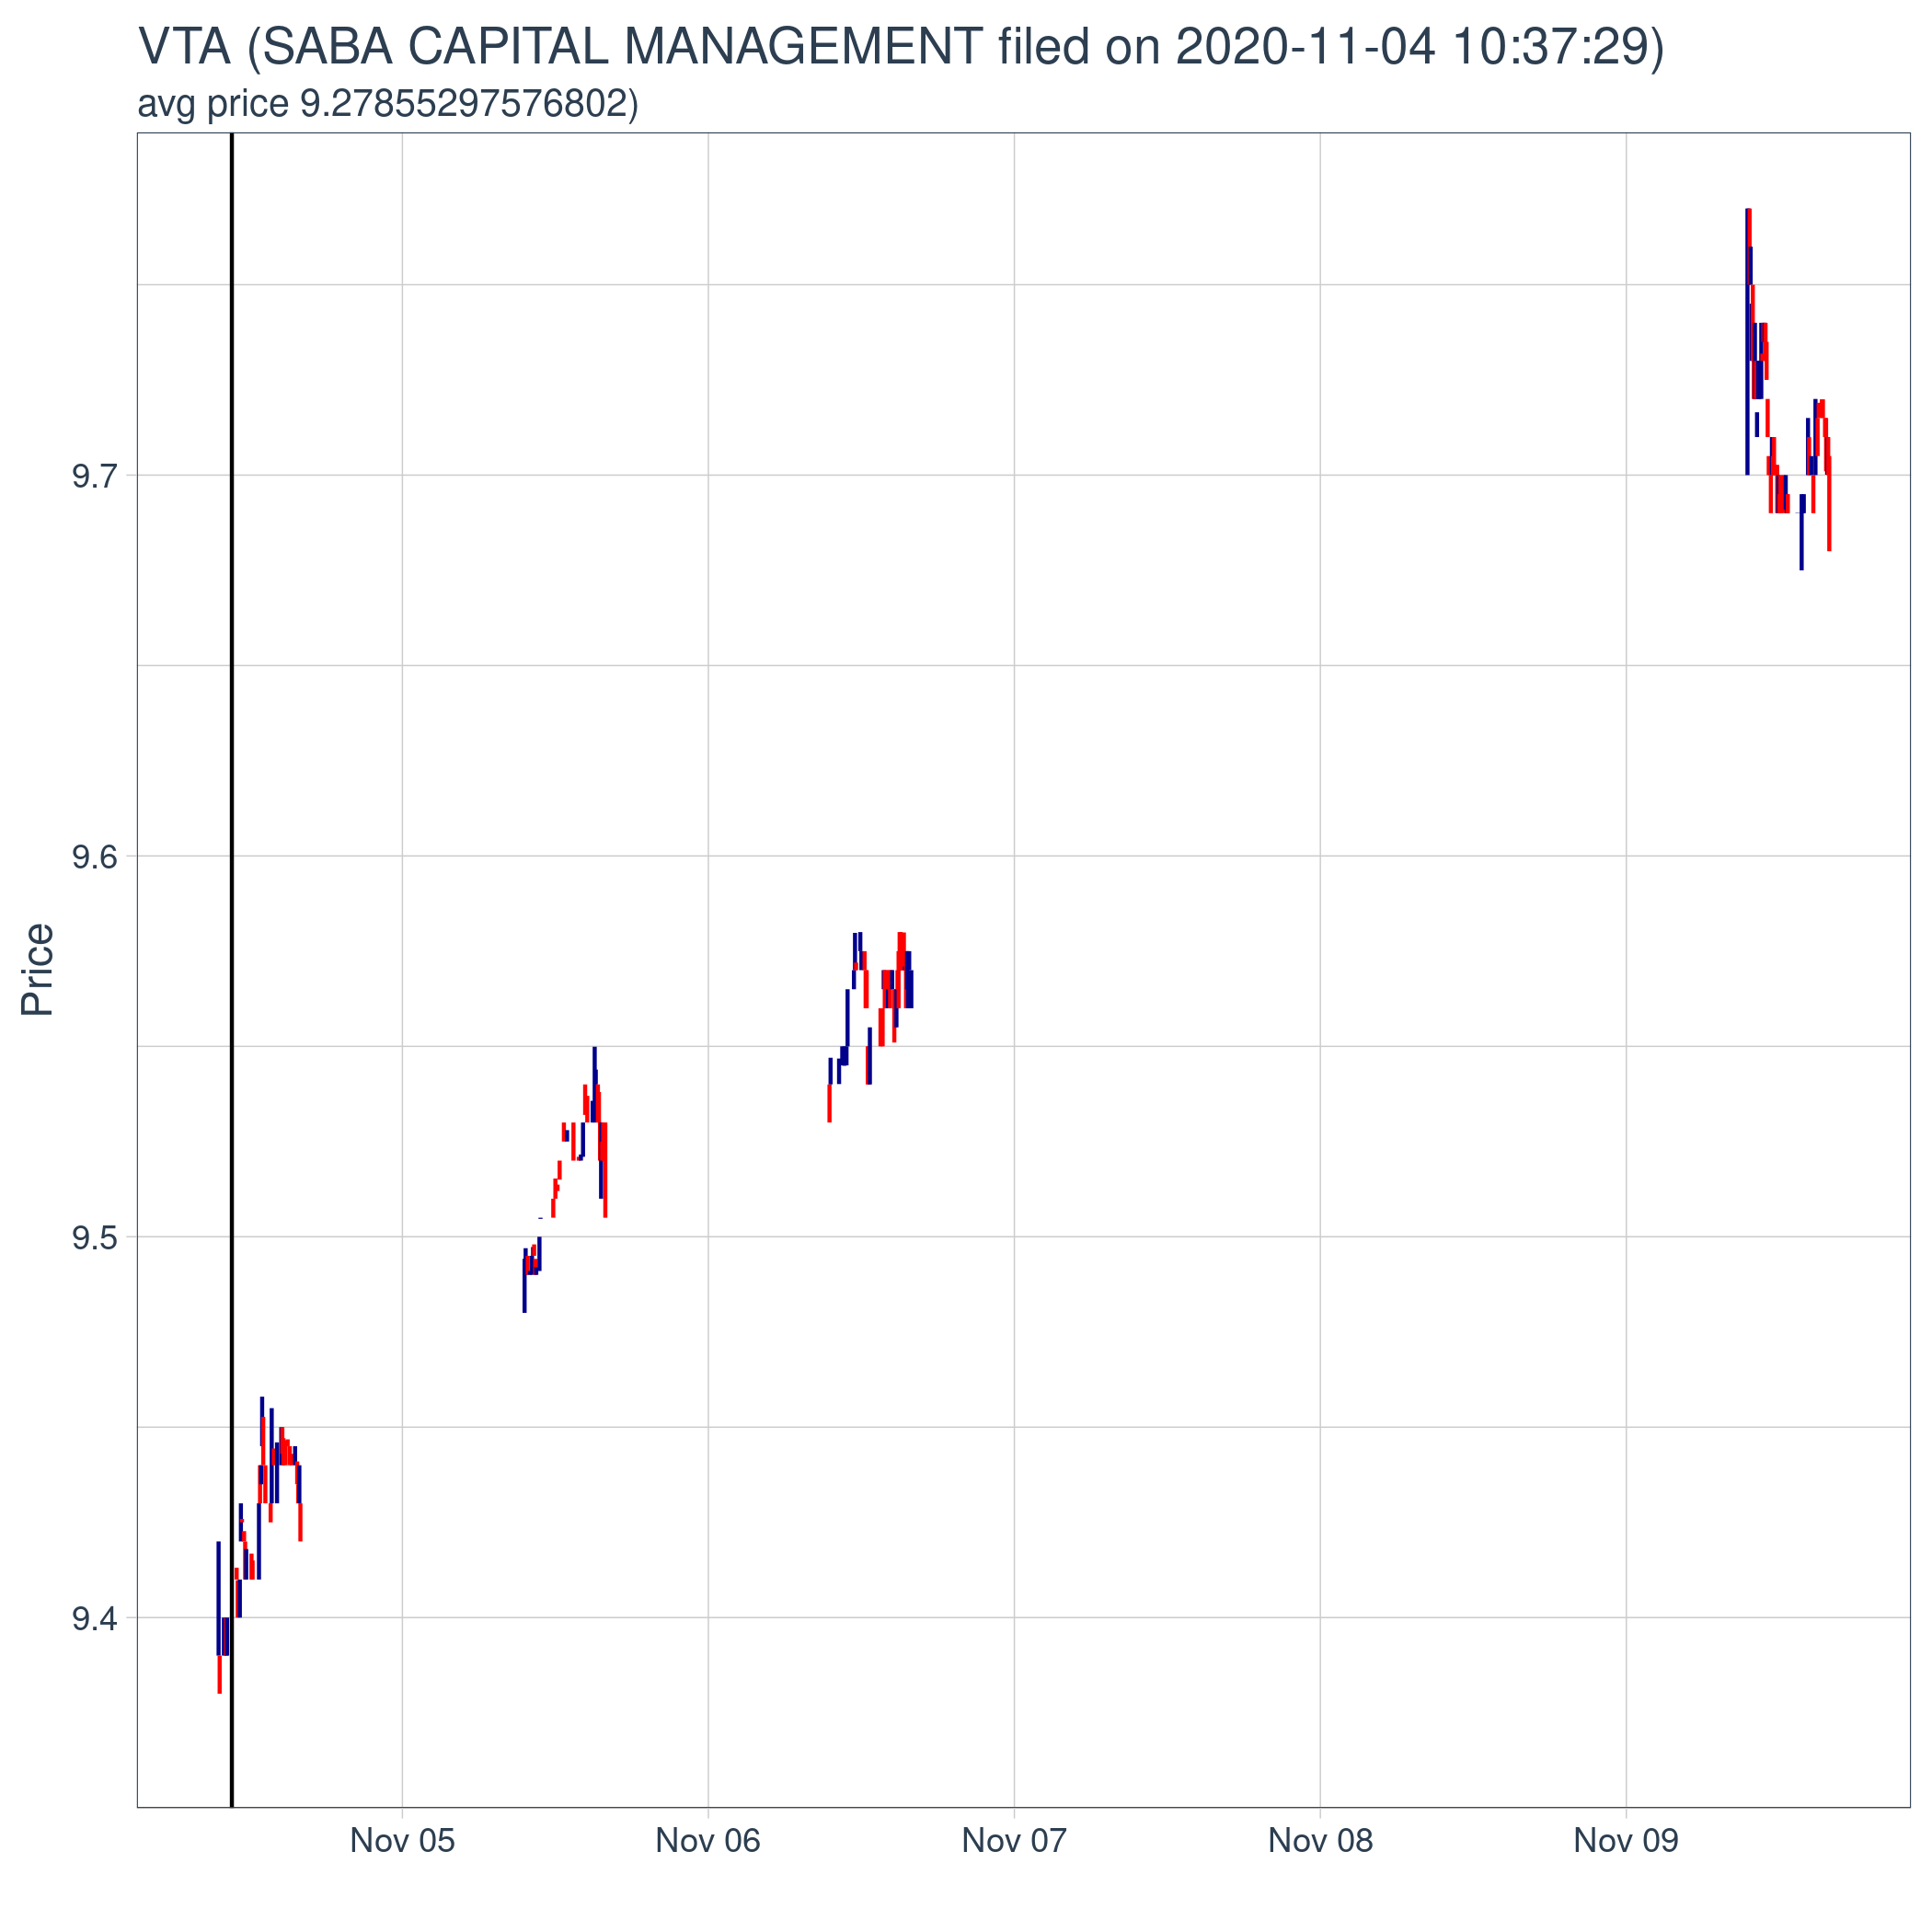 VTA (SABA CAPITAL MANAGEMENT filed on 2020-11-04 10:37:29)
avg price 9.27855297576802)
9.7
9.6
Price
9.5
9.4
Nov 05 Nov 06 Nov 07 Nov 08 Nov 09